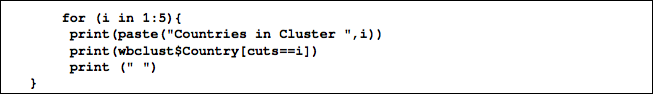 for (i in 1:5){
print(paste("Countries in Cluster ",i))
print(wbclust$Country[cuts==i])
print (" ")
}